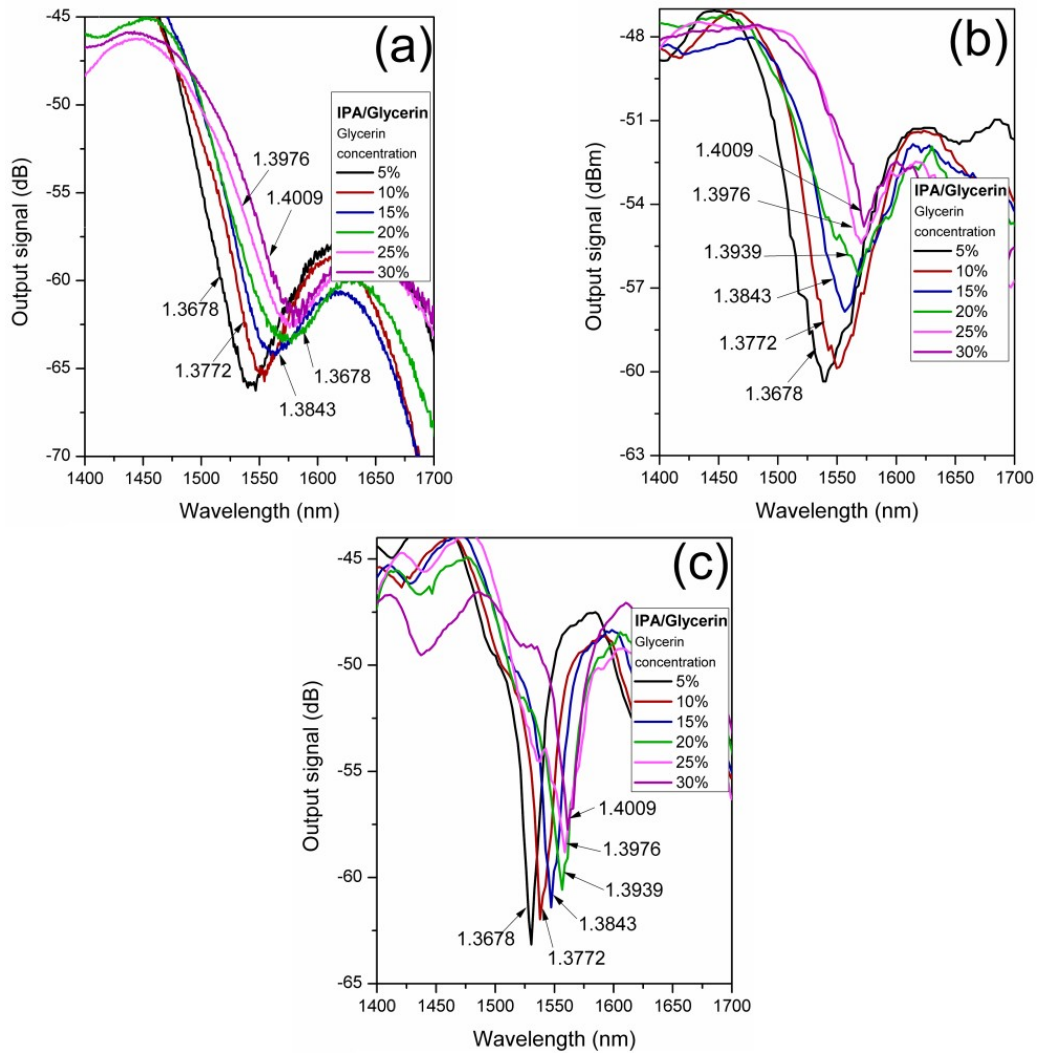 (a)
-45
-50
-55
-60
-65
-70
Output signal (dB)
IPA/Glycerin
Glycerin
concentration
5%
10%
15%
20%
25%
30%
1.3976
1.4009
1.3678
1.3772
1.3678
1.3843
1400 1450 1500 1550 1600 1650 1700
Wavelength (nm)
(b)
-48
-51
-54
-57
-60
-63
Output signal (dBm)
IPA/Glycerin
Glycerin
concentration
5%
10%
15%
20%
25%
30%
1.4009
1.3976
1.3939
1.3843
1.3772
1.3678
1400 1450 1500 1550 1600 1650 1700
Wavelength (nm)
(c)
-45
-50
-55
-60
-65
Output signal (dB)
IPA/Glycerin
Glycerin
concentration
5%
10%
15%
20%
25%
30%
1.4009
1.3976
1.3939
1.3843
1.3678
1.3772
1400 1450 1500 1550 1600 1650 1700
Wavelength (nm)